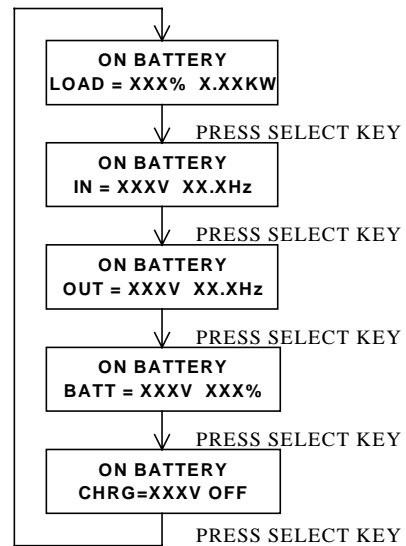 ON BATTERY
LOAD = XXX% X.XXKW
PRESS SELECT KEY
ON BATTERY
IN = XXXV XX.XHz
PRESS SELECT KEY
ON BATTERY
OUT = XXXV XX.XHz
PRESS SELECT KEY
ON BATTERY
BATT = XXXV XXX%
PRESS SELECT KEY
ON BATTERY
CHRG=XXXV OFF
PRESS SELECT KEY